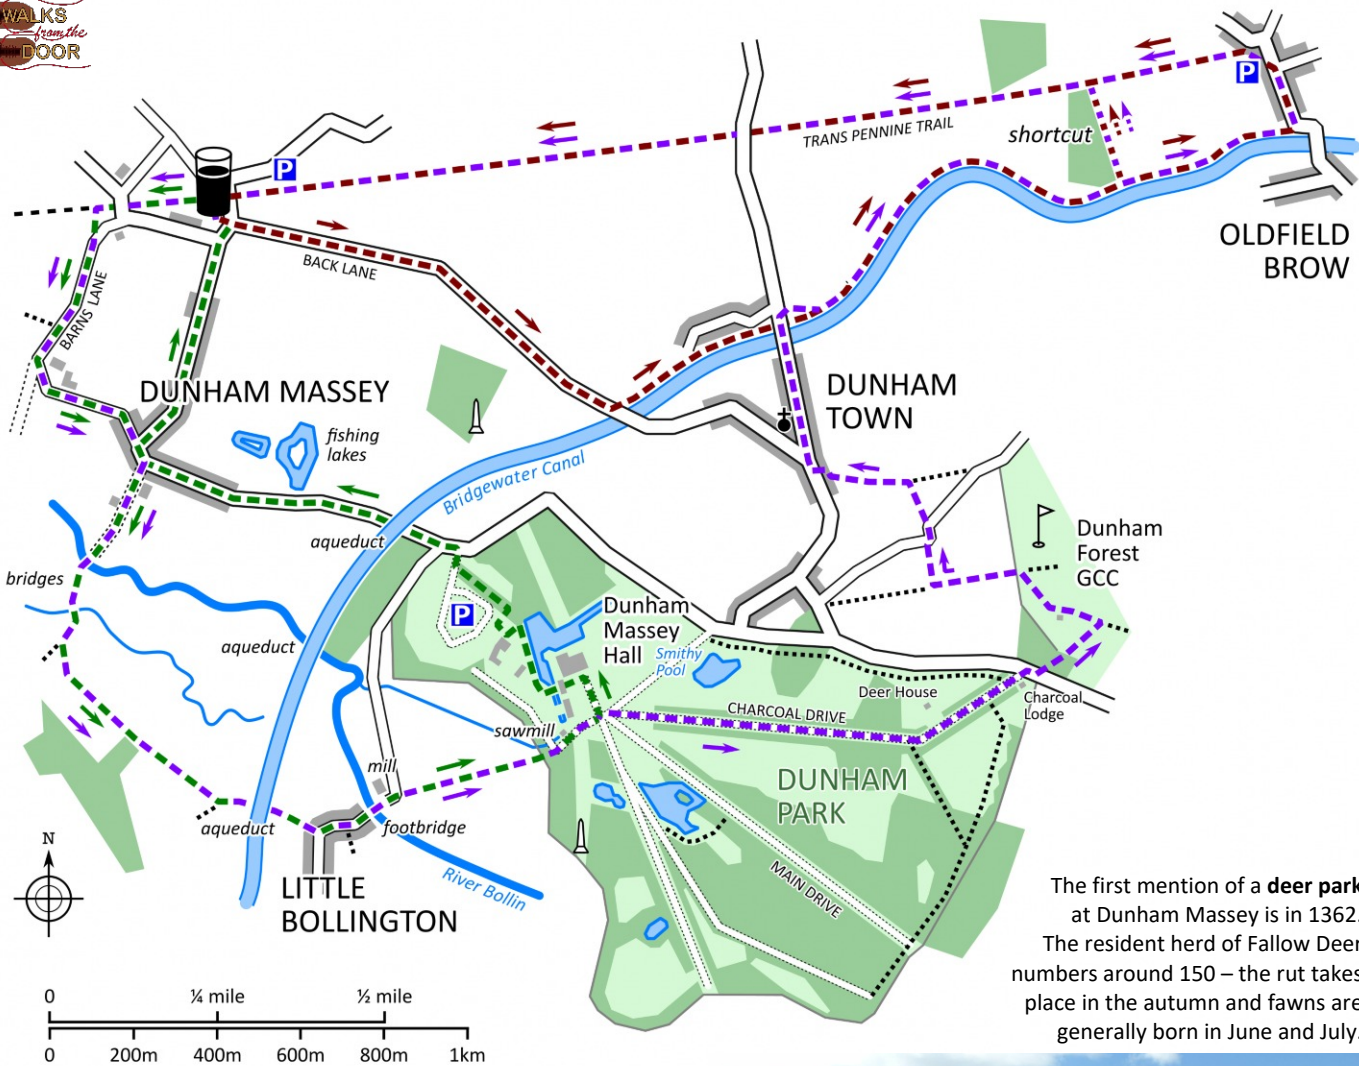 WALKS
from the
DOOR
P
P
TRANS PENNINE TRAIL
shortcut
OLDFIELD
BROW
BACK LANE
BARNS LANE
DUNHAM MASSEY
fishing
lakes
DUNHAM
TOWN
Bridgewater Canal
aqueduct
Dunham
Forest
GCC
bridges
P
Dunham
Massey
Hall
Smithy
Pool
aqueduct
Deer House
Charcoal
Lodge
CHARCOAL DRIVE
sawmill
mill
DUNHAM
PARK
aqueduct
footbridge
MAIN DRIVE
N
River Bollin
LITTLE
BOLLINGTON
The first mention of a deer park
at Dunham Massey is in 1362.
The resident herd of Fallow Deer
numbers around 150 – the rut takes
place in the autumn and fawns are
generally born in June and July.
0 ¼ mile ½ mile
0 200m 400m 600m 800m 1km